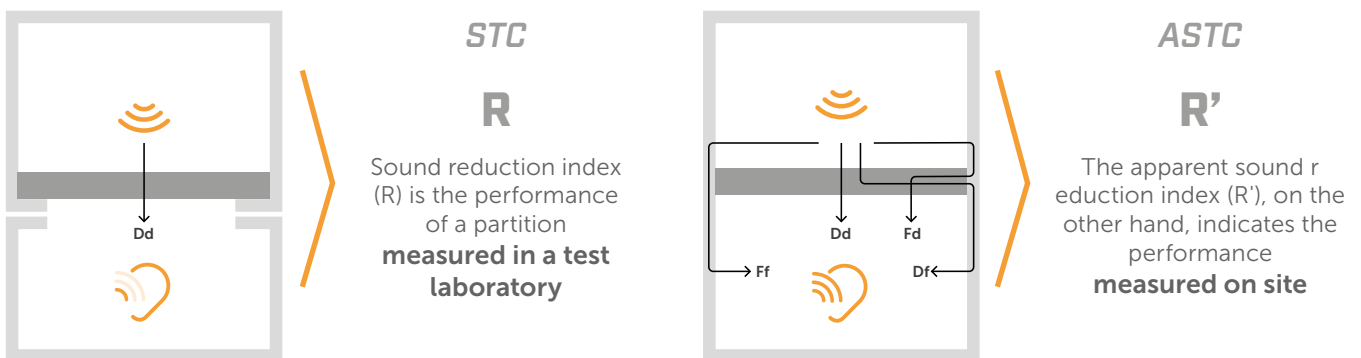 Dd
STC
R
Sound reduction index
(R) is the performance
of a partition
measured in a test
laboratory
Dd
Fd
Ff
Df
ASTC
R’
The apparent sound r
eduction index (R'), on the
other hand, indicates the
performance
measured on site